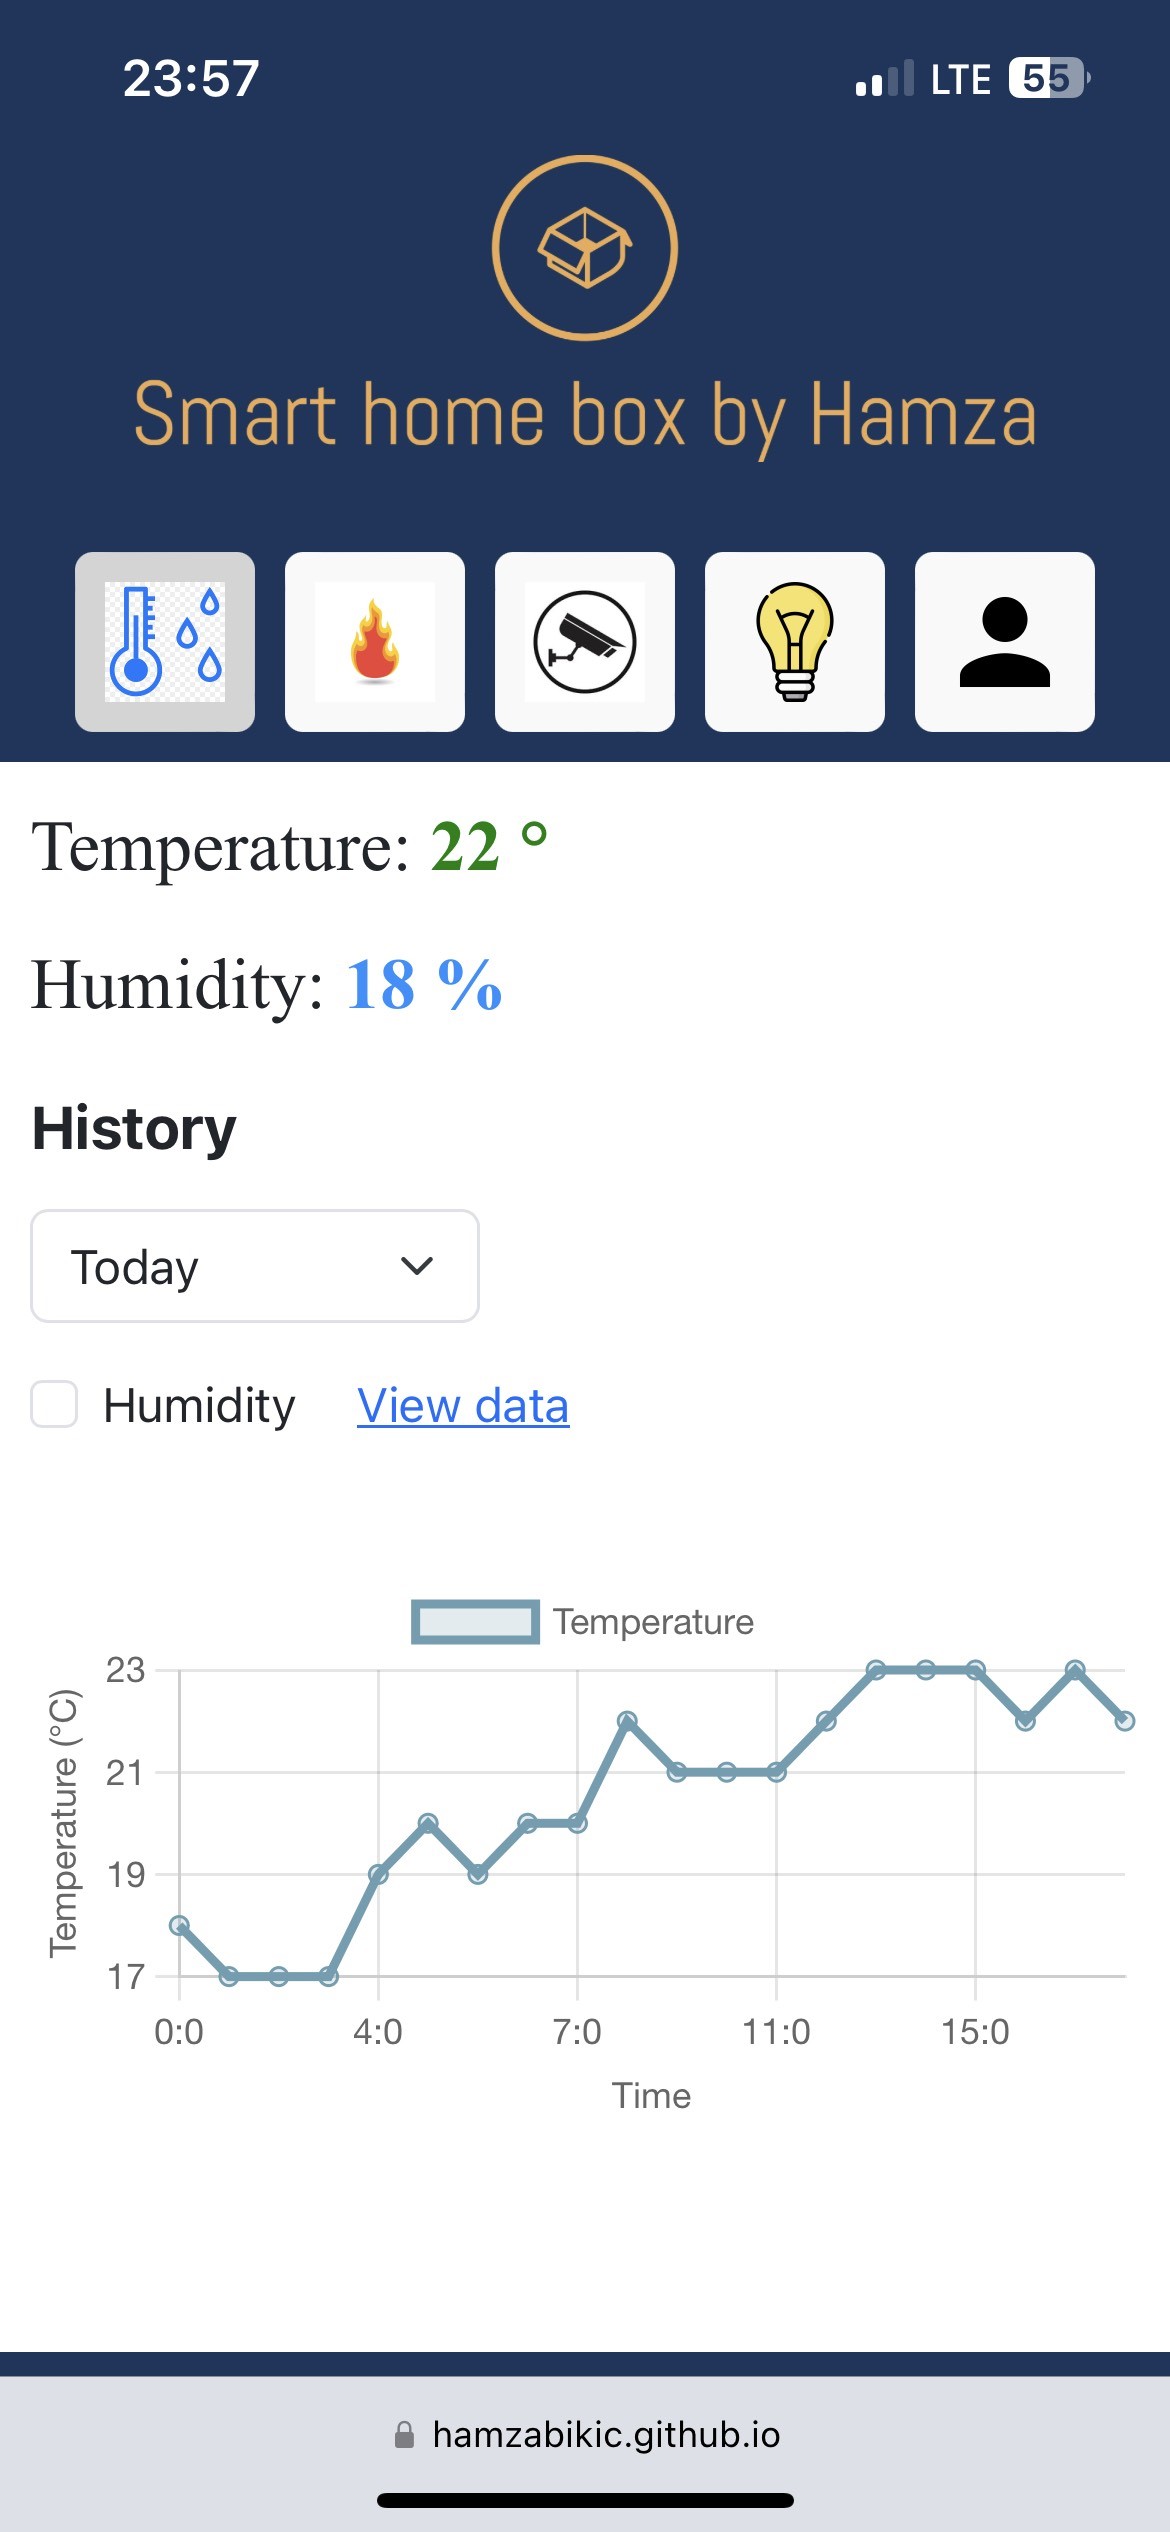 23:57 LTE 55
Smart home box by Hamza
Temperature: 22 °
Humidity: 18 %
History
Today
Humidity View data
Temperature
Temperature (°C)
23
21
19
17
0:0 4:0 7:0 11:0 15:0
Time
hamzabikic.github.io